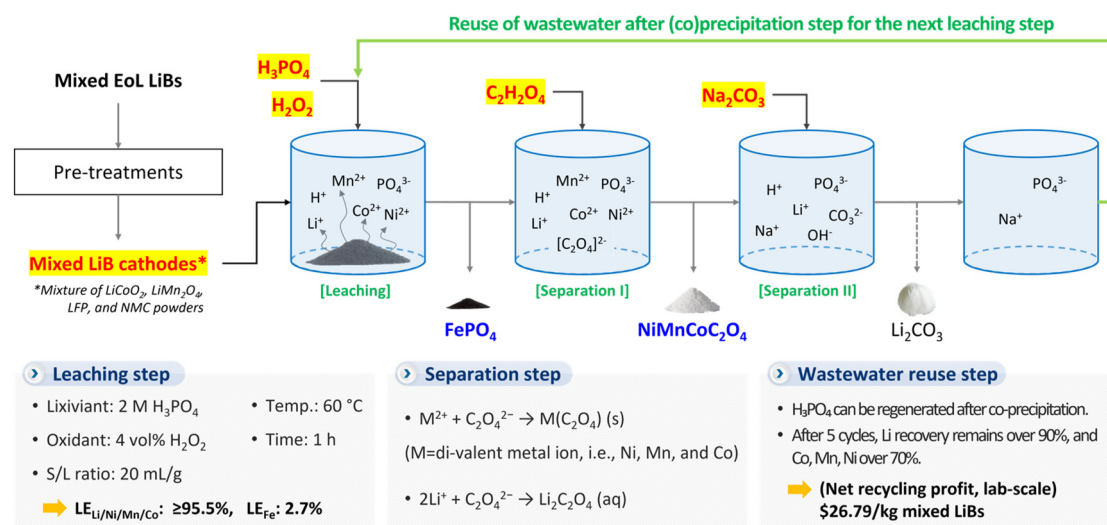 Reuse of wastewater after (co)precipitation step for the next leaching step
Mixed EoL LiBs
Pre-treatments
Mixed LiB cathodes*
*Mixture of LiCoO₂, LiMn₂O₄,
LFP, and NMC powders
H₃PO₄
H₂O₂
Mn²⁺
PO₄³⁻
H⁺
Co²⁺
Ni²⁺
Li⁺
[Leaching]
FePO₄
C₂H₂O₄
Mn²⁺
PO₄³⁻
H⁺
Co²⁺
Ni²⁺
Li⁺
[C₂O₄]²⁻
[Separation I]
NiMnCoC₂O₄
Na₂CO₃
H⁺
PO₄³⁻
Li⁺
CO₃²⁻
Na⁺
OH⁻
[Separation II]
Li₂CO₃
PO₄³⁻
Na⁺
Leaching step
• Lixiviant: 2 M H₃PO₄
• Temp.: 60 °C
• Oxidant: 4 vol% H₂O₂
• Time: 1 h
• S/L ratio: 20 mL/g
LE_Li/Ni/Mn/Co: ≥95.5%, LE_Fe: 2.7%
Separation step
• M²⁺ + C₂O₄²⁻ → M(C₂O₄) (s)
(M=di-valent metal ion, i.e., Ni, Mn, and Co)
• 2Li⁺ + C₂O₄²⁻ → Li₂C₂O₄ (aq)
Wastewater reuse step
• H₃PO₄ can be regenerated after co-precipitation.
• After 5 cycles, Li recovery remains over 90%, and
Co, Mn, Ni over 70%.
(Net recycling profit, lab-scale)
$26.79/kg mixed LiBs